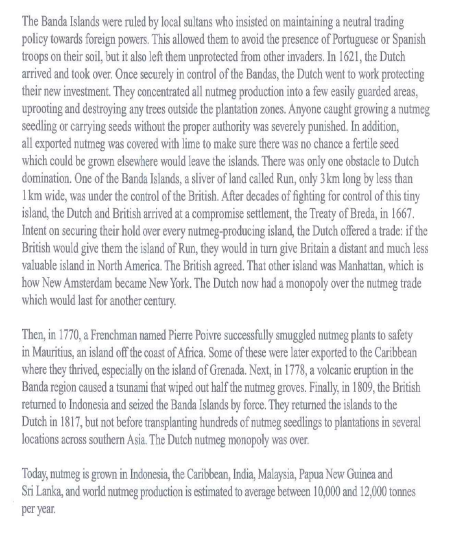 The Banda Islands were ruled by local sultans who insisted on maintaining a neutral trading
policy towards foreign powers. This allowed them to avoid the presence of Portuguese or Spanish
troops on their soil, but it also left them unprotected from other invaders. In 1621, the Dutch
arrived and took over. Once securely in control of the Bandas, the Dutch went to work protecting
their new investment. They concentrated all nutmeg production into a few easily guarded areas,
uprooting and destroying any trees outside the plantation zones. Anyone caught growing a nutmeg
seedling or carrying seeds without the proper authority was severely punished. In addition,
all exported nutmeg was covered with lime to make sure there was no chance a fertile seed
which could be grown elsewhere would leave the islands. There was only one obstacle to Dutch
domination. One of the Banda Islands, a sliver of land called Run, only 3 km long by less than
1 km wide, was under the control of the British. After decades of fighting for control of this tiny
island, the Dutch and British arrived at a compromise settlement, the Treaty of Breda, in 1667.
Intent on securing their hold over every nutmeg-producing island, the Dutch offered a trade: if the
British would give them the island of Run, they would in turn give Britain a distant and much less
valuable island in North America. The British agreed. That other island was Manhattan, which is
how New Amsterdam became New York. The Dutch now had a monopoly over the nutmeg trade
which would last for another century.

Then, in 1770, a Frenchman named Pierre Poivre successfully smuggled nutmeg plants to safety
in Mauritius, an island off the coast of Africa. Some of these were later exported to the Caribbean
where they thrived, especially on the island of Grenada. Next, in 1778, a volcanic eruption in the
Banda region caused a tsunami that wiped out half the nutmeg groves. Finally, in 1809, the British
returned to Indonesia and seized the Banda Islands by force. They returned the islands to the
Dutch in 1817, but not before transplanting hundreds of nutmeg seedlings to plantations in several
locations across southern Asia. The Dutch nutmeg monopoly was over.

Today, nutmeg is grown in Indonesia, the Caribbean, India, Malaysia, Papua New Guinea and
Sri Lanka, and world nutmeg production is estimated to average between 10,000 and 12,000 tonnes
per year.